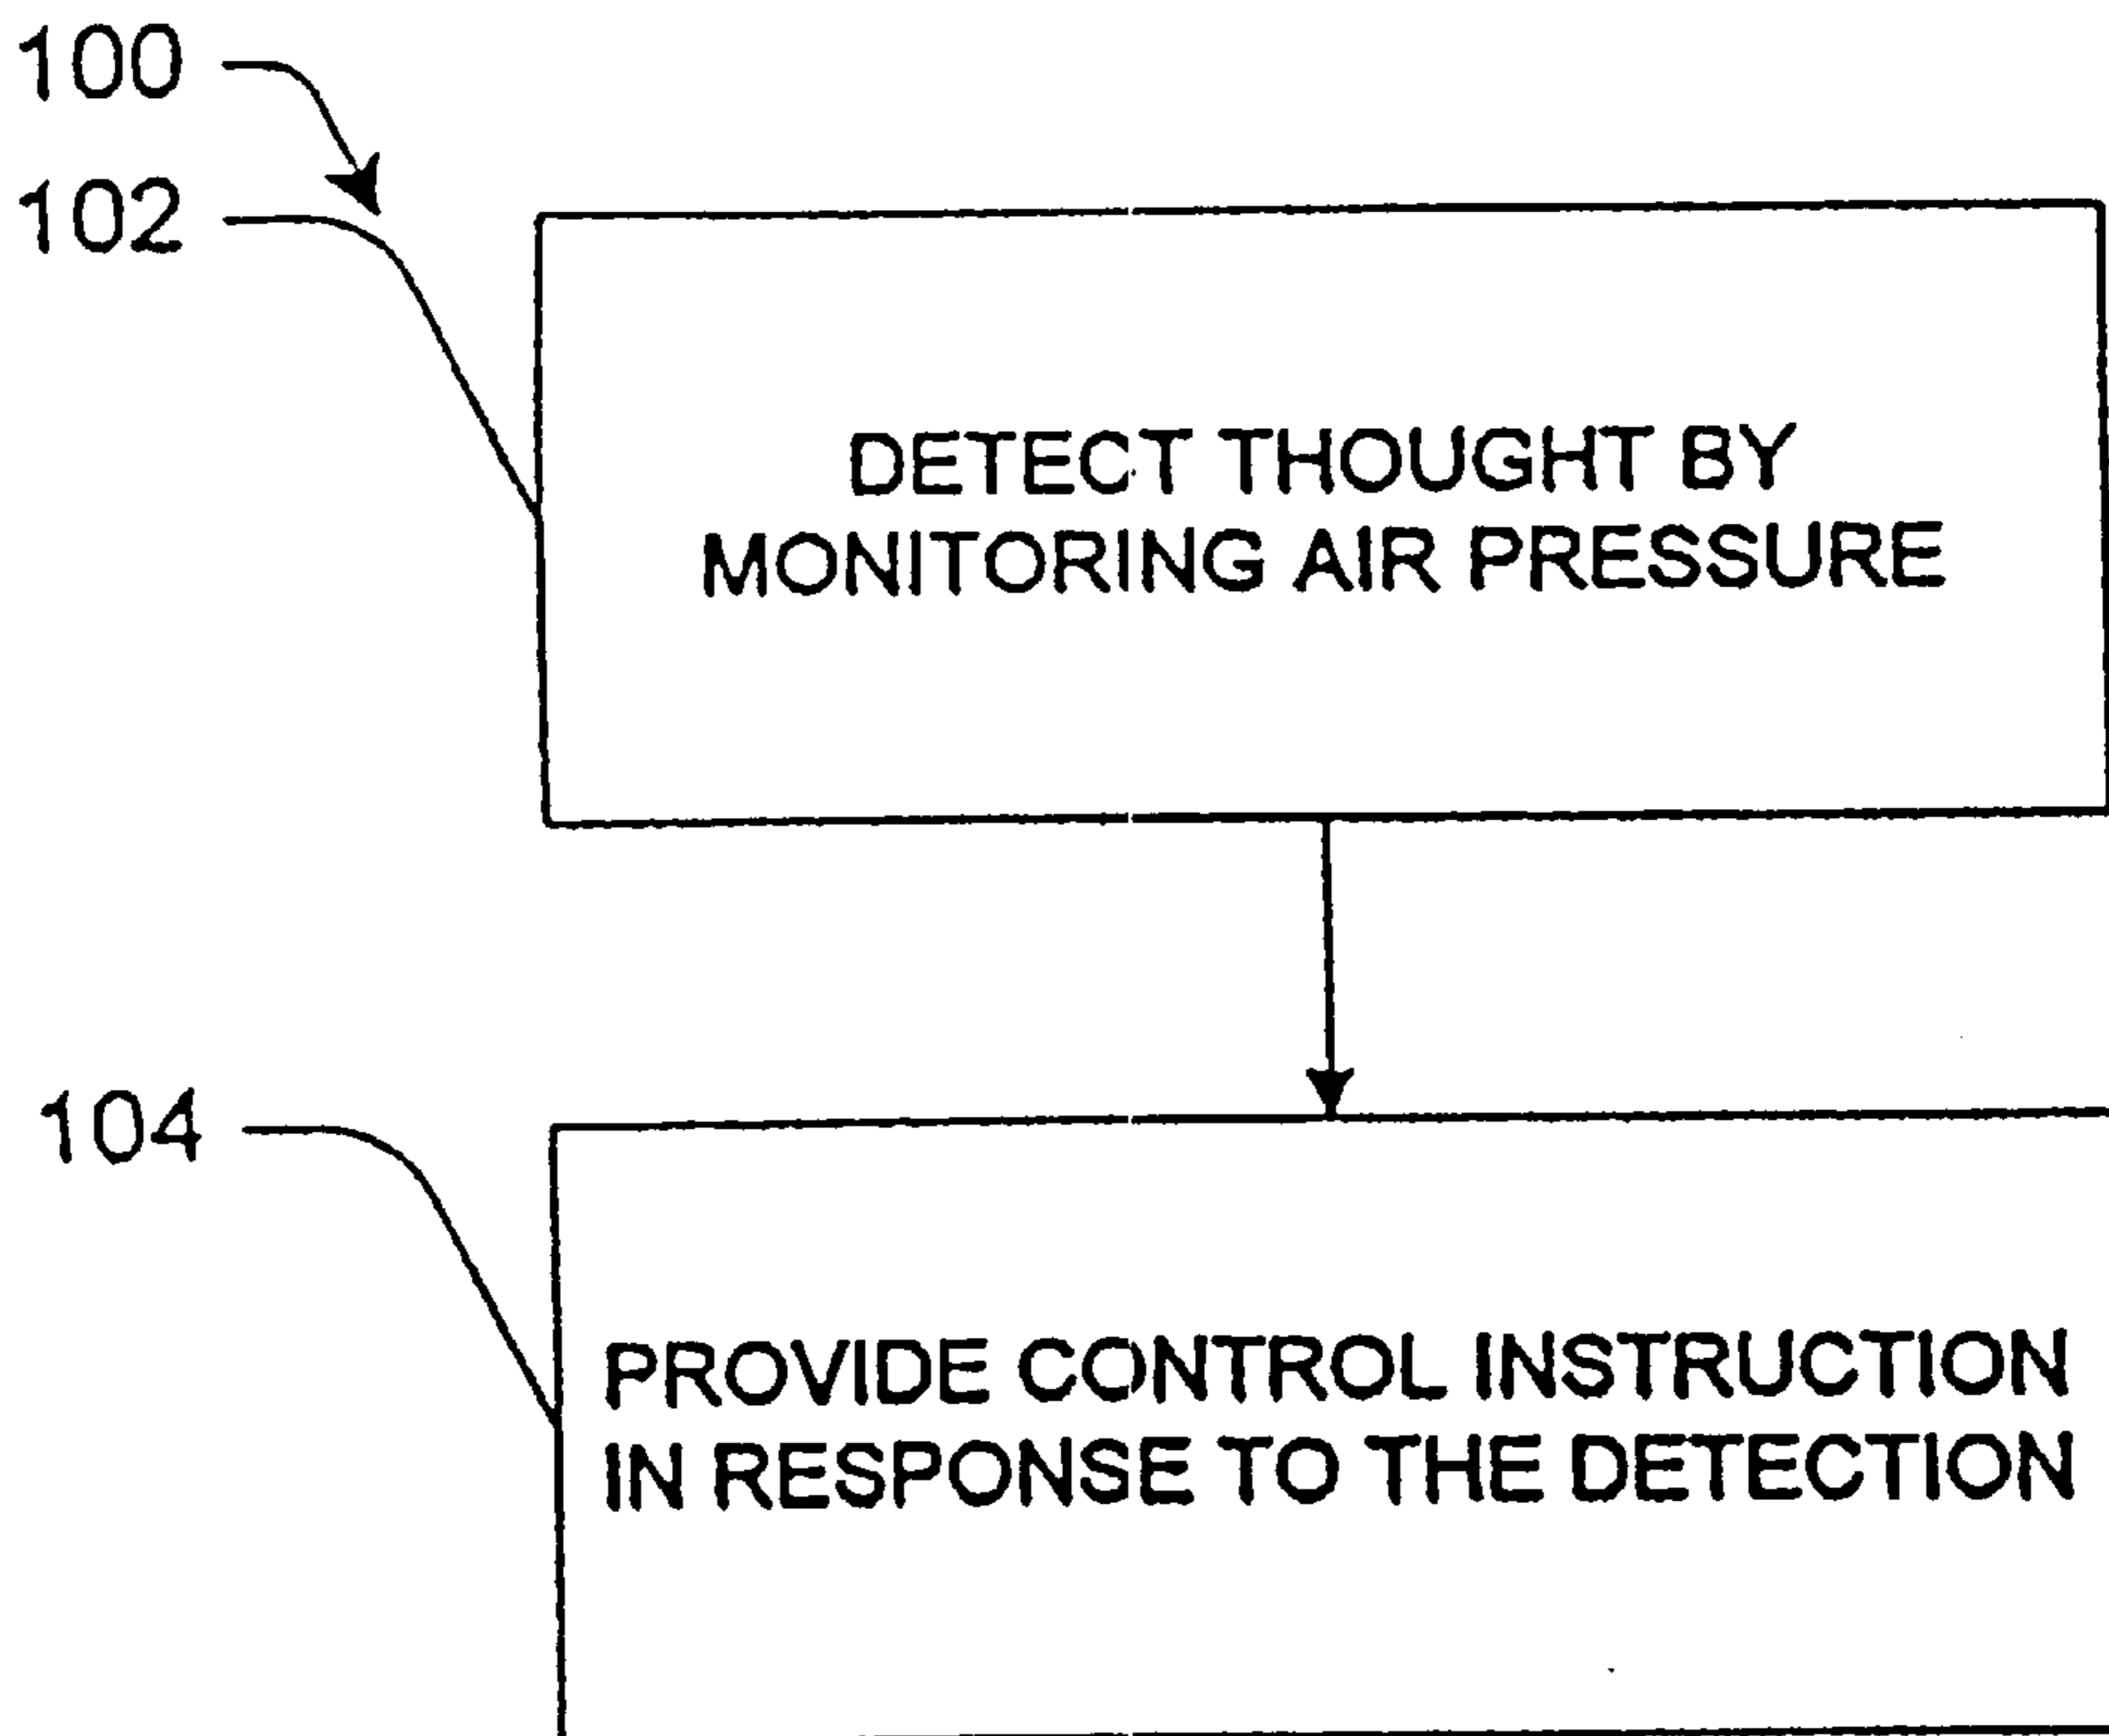 100
102
DETECT THOUGHT BY
MONITORING AIR PRESSURE
104
PROVIDE CONTROL INSTRUCTION
IN RESPONSE TO THE DETECTION